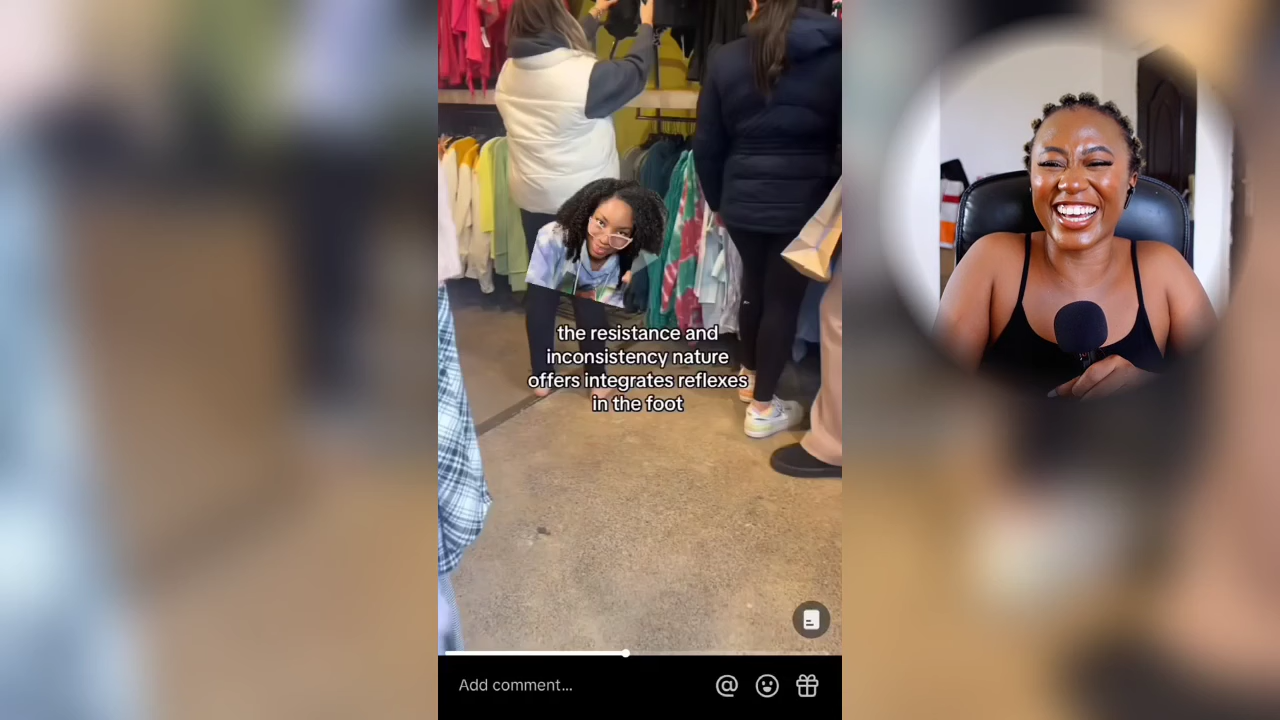 the resistance and
inconsistency nature
offers integrates reflexes
in the foot
Add comment...